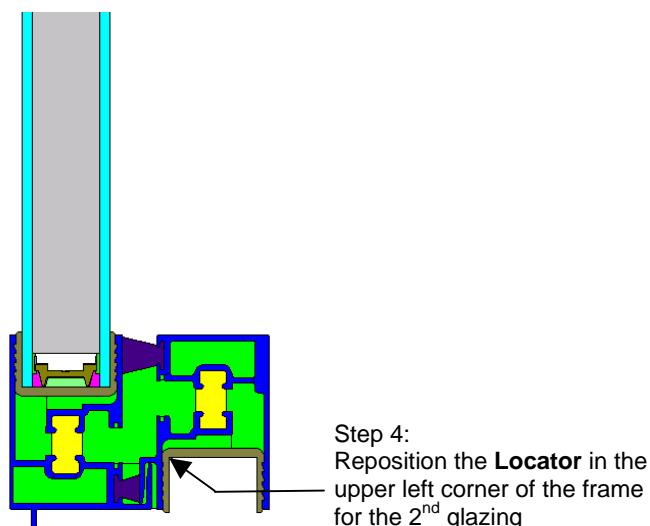 Step 4:
Reposition the Locator in the
upper left corner of the frame
for the 2nd glazing